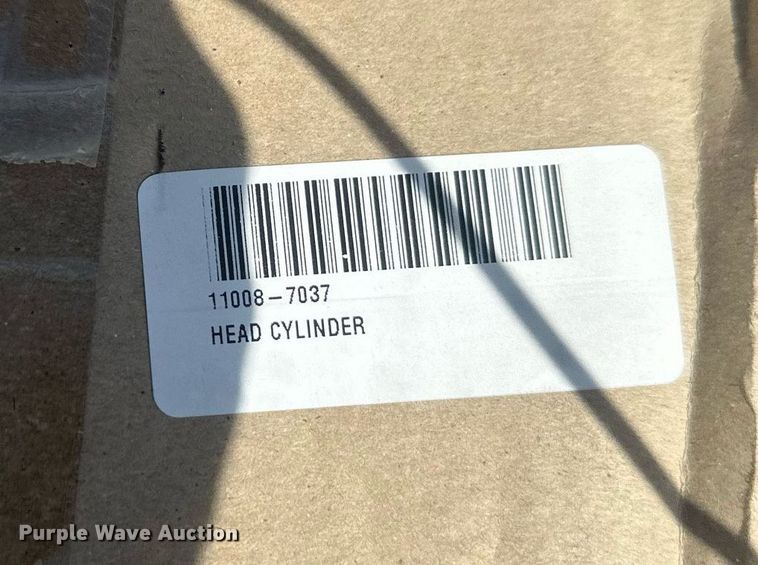 11008-7037
HEAD CYLINDER
Purple Wave Auction